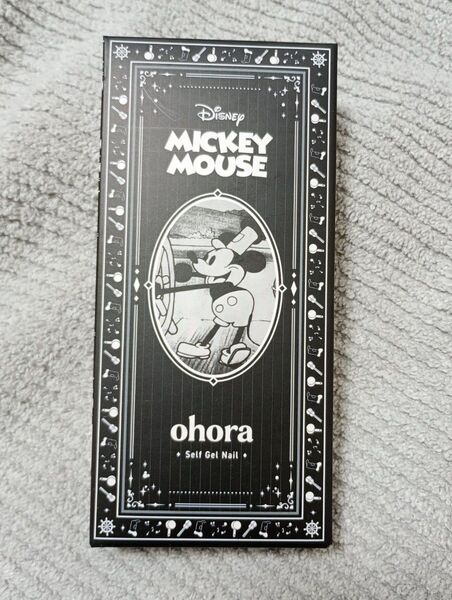 Disney
MICKEY
MOUSE
ohora
• Self Gel Nail •